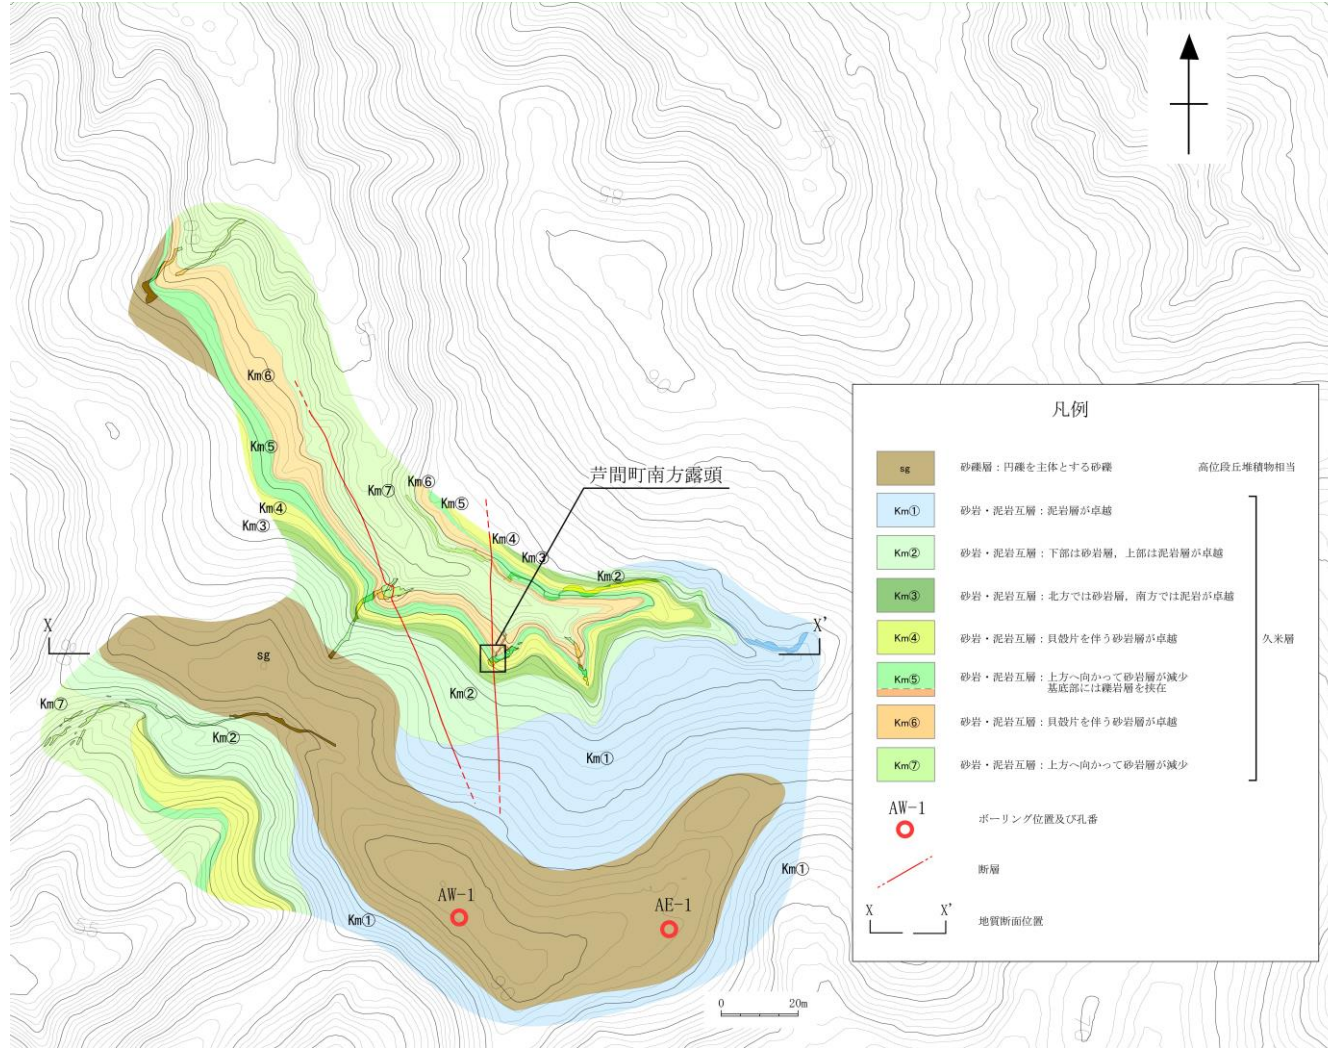 Km⑥
Km⑤
Km④
Km③
Km⑦
Km⑥
Km⑤
Km④
Km③
Km②
芦間町南方露頭
X
X'
sg
Km②
Km⑦
Km②
Km①
Km①
Km①
AW-1
AE-1
0 20m
凡例
sg 砂礫層：円礫を主体とする砂礫 高位段丘堆積物相当
Km① 砂岩・泥岩互層：泥岩層が卓越
Km② 砂岩・泥岩互層：下部は砂岩層，上部は泥岩層が卓越
Km③ 砂岩・泥岩互層：北方では砂岩層，南方では泥岩が卓越
Km④ 砂岩・泥岩互層：貝殻片を伴う砂岩層が卓越
久米層
Km⑤ 砂岩・泥岩互層：上方へ向かって砂岩層が減少
基底部には礫岩層を挟在
Km⑥ 砂岩・泥岩互層：貝殻片を伴う砂岩層が卓越
Km⑦ 砂岩・泥岩互層：上方へ向かって砂岩層が減少
AW-1
ボーリング位置及び孔番
断層
X X'
地質断面位置